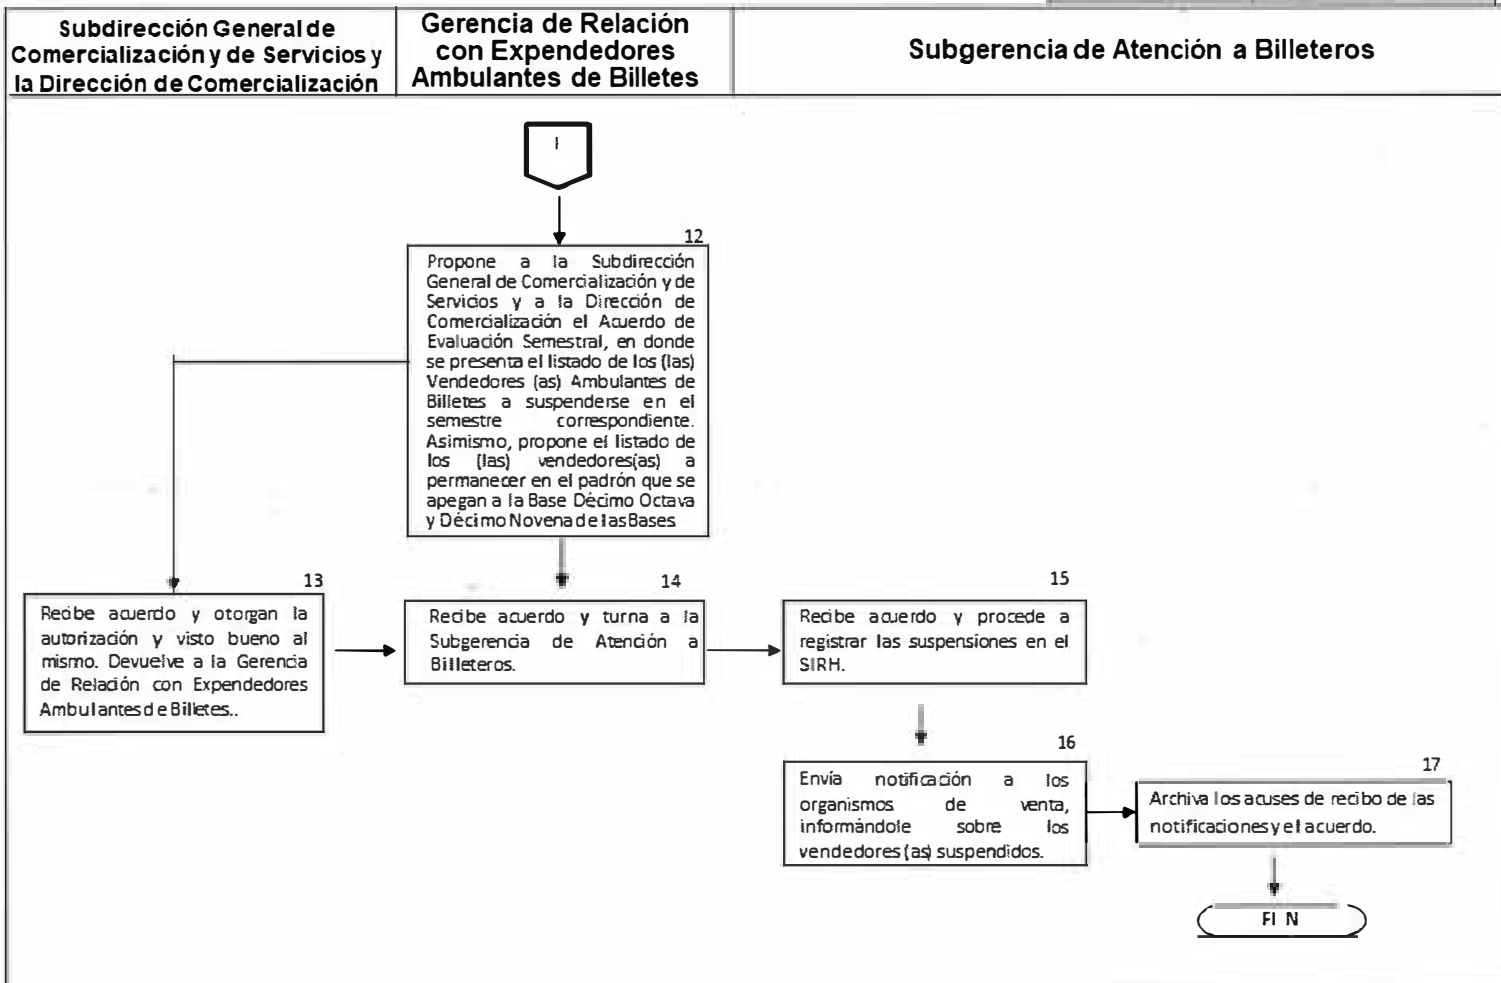 Subdirección General de
Comercialización y de Servicios y
la Dirección de Comercialización
Gerencia de Relación
con Expendedores
Ambulantes de Billetes
Subgerencia de Atención a Billeteros
I
12
Propone a la Subdirección
General de Comercialización y de
Servicios y a la Dirección de
Comercialización el Acuerdo de
Evaluación Semestral, en donde
se presenta el listado de los (las)
Vendedores (as) Ambulantes de
Billetes a suspenderse en el
semestre correspondiente.
Asimismo, propone el listado de
los (las) vendedores(as) a
permanecer en el padrón que se
apegan a la Base Décimo Octava
y Décimo Novena de las Bases
13
Recibe acuerdo y otorgan la
autorización y visto bueno al
mismo. Devuelve a la Gerencia
de Relación con Expendedores
Ambulantes de Billetes..
14
Recibe acuerdo y turna a la
Subgerencia de Atención a
Billeteros.
15
Recibe acuerdo y procede a
registrar las suspensiones en el
SIRH.
16
Envía notificación a los
organismos de venta,
informándole sobre los
vendedores (as) suspendidos.
17
Archiva los acuses de recibo de las
notificaciones y el acuerdo.
FIN